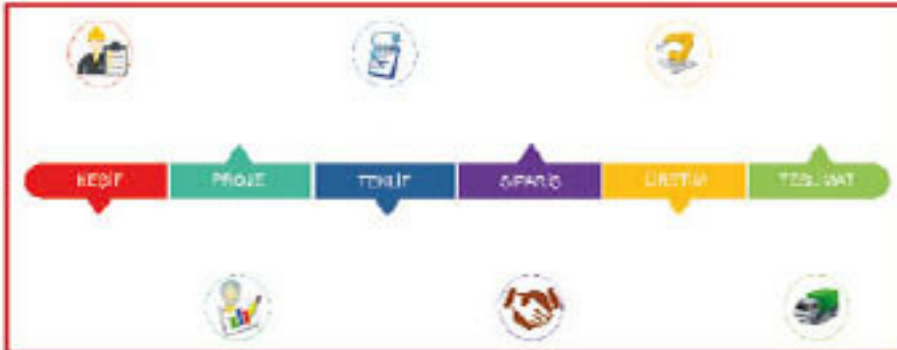 KEŞİF
PROJE
TEKLİF
SİPARİŞ
ÜRETİM
TESLİMAT